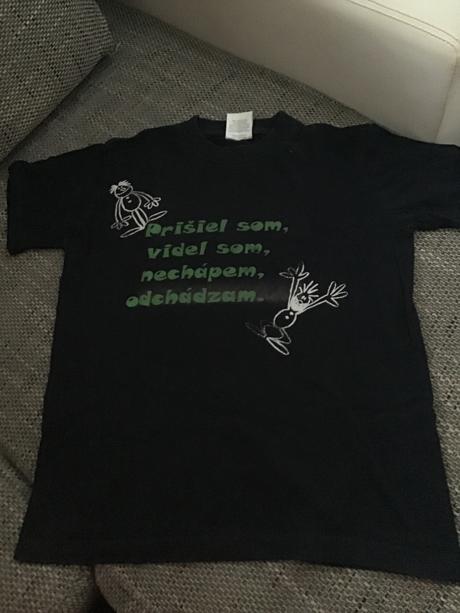 Prišiel som,
videl som,
nechápem,
odchádzam.